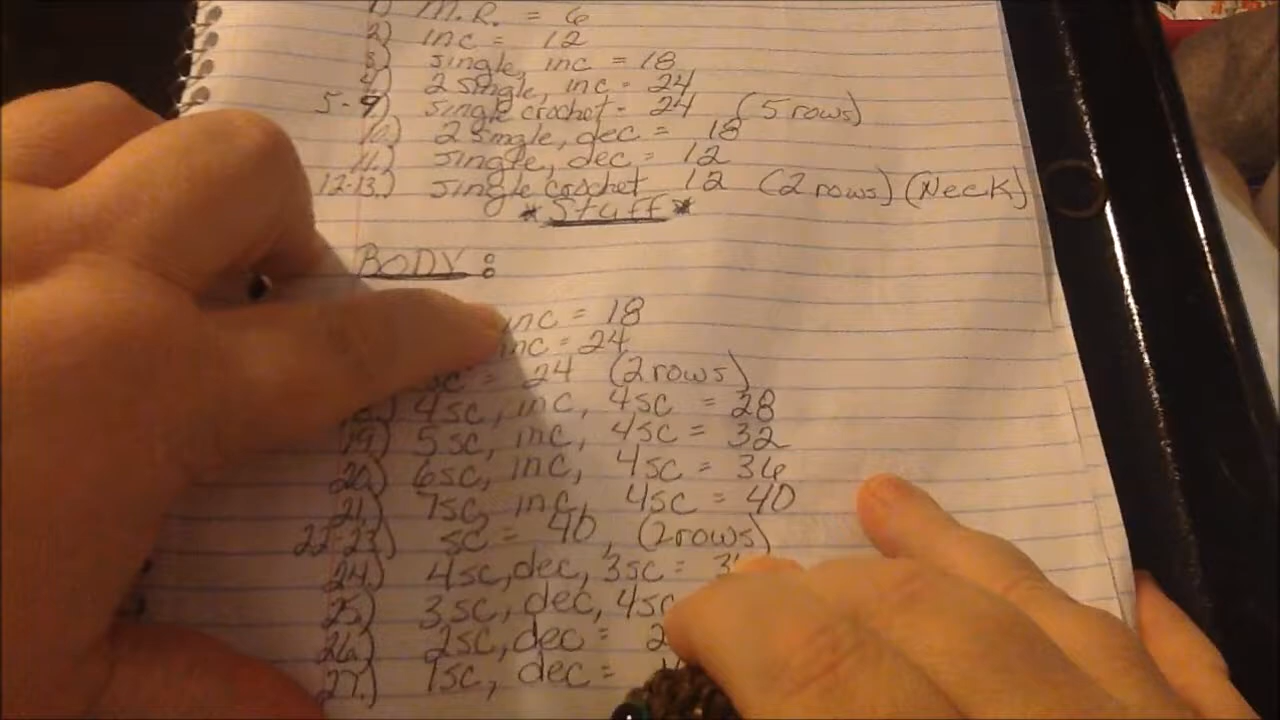 1) M.R. = 6
2) inc = 12
3) single, inc = 18
4) 2 single, inc - 24
5-9) single crochet - 24 (5 rows)
10.) 2 single, dec = 18
11.) single, dec = 12
12-13.) single crochet 12 (2 rows) (Neck)
*Stuff*
BODY:
inc = 18
inc = 24
sc = 24 (2 rows)
18.) 4sc, inc, 4sc = 28
19.) 5sc, inc, 4sc = 32
20.) 6sc, inc, 4sc = 36
21.) 7sc, inc, 4sc = 40
22-23.) sc = 40, (2 rows)
24.) 4sc, dec, 3sc =
25.) 3sc, dec, 4sc
26.) 2sc, dec =
27.) 1sc, dec =